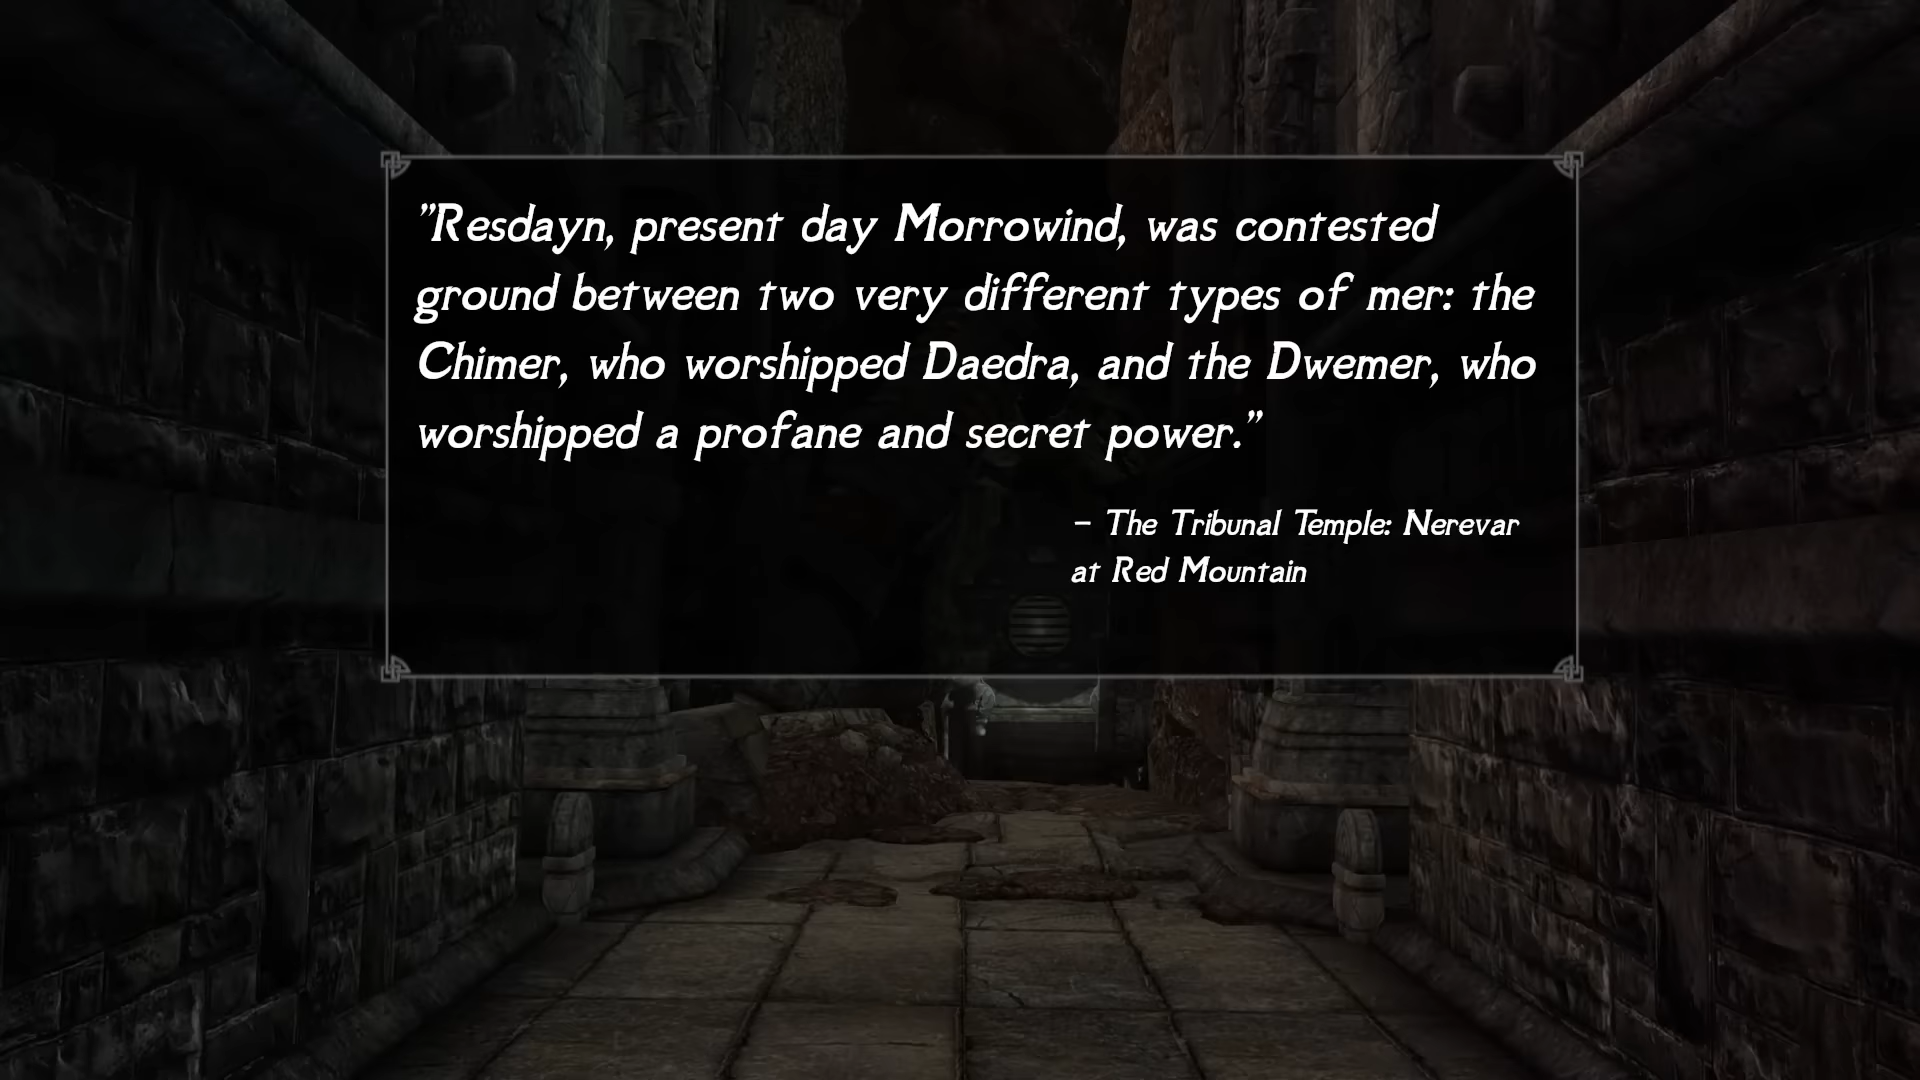 "Resdayn, present day Morrowind, was contested
ground between two very different types of mer: the
Chimer, who worshipped Daedra, and the Dwemer, who
worshipped a profane and secret power."
– The Tribunal Temple: Nerevar
at Red Mountain